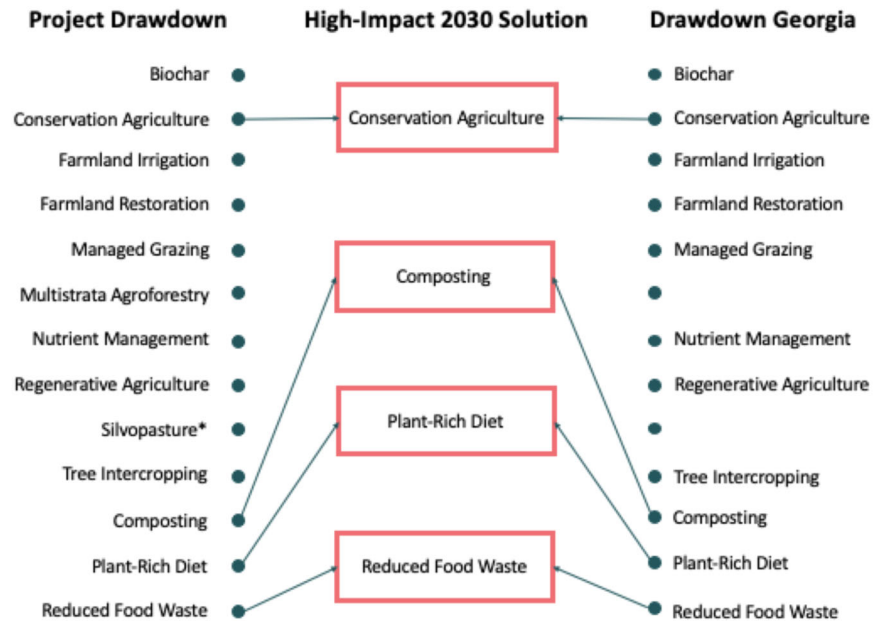 Project Drawdown
High-Impact 2030 Solution
Drawdown Georgia
Biochar
Biochar
Conservation Agriculture
Conservation Agriculture
Conservation Agriculture
Farmland Irrigation
Farmland Irrigation
Farmland Restoration
Farmland Restoration
Managed Grazing
Managed Grazing
Composting
Multistrata Agroforestry
Nutrient Management
Nutrient Management
Regenerative Agriculture
Regenerative Agriculture
Plant-Rich Diet
Silvopasture*
Tree Intercropping
Tree Intercropping
Composting
Composting
Plant-Rich Diet
Reduced Food Waste
Plant-Rich Diet
Reduced Food Waste
Reduced Food Waste